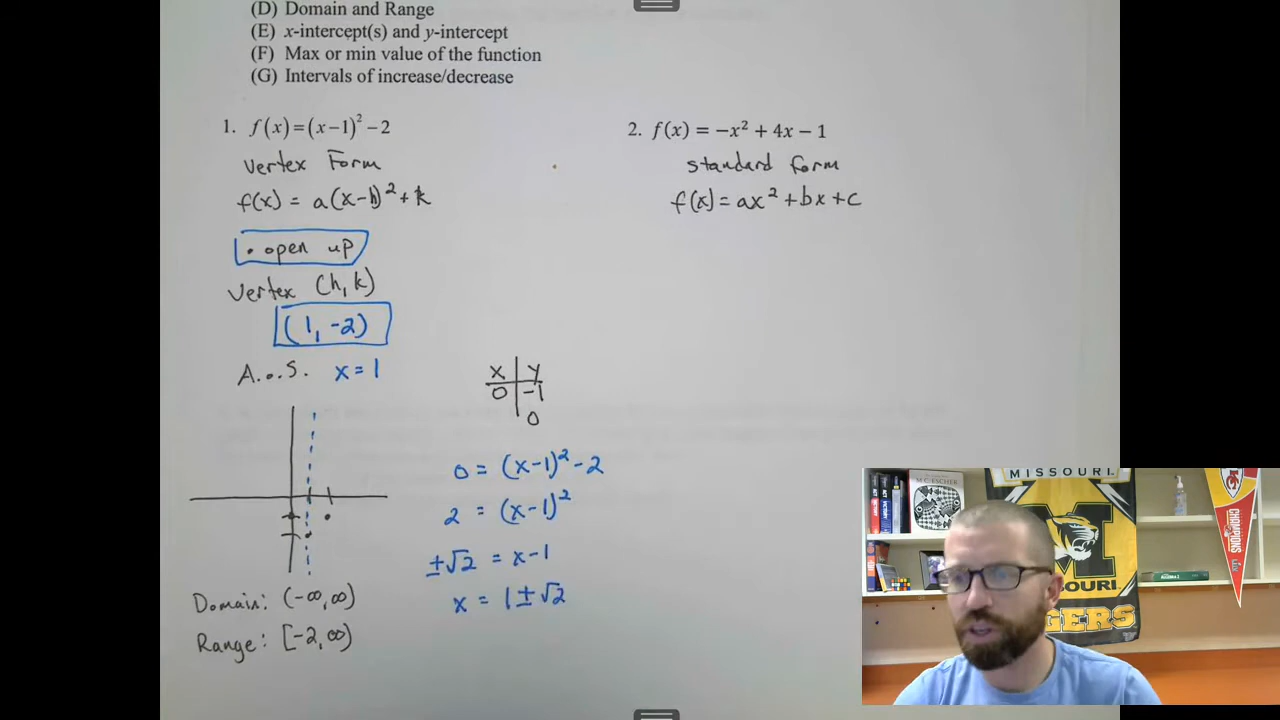 (D) Domain and Range
(E) x-intercept(s) and y-intercept
(F) Max or min value of the function
(G) Intervals of increase/decrease
1. f(x)=(x−1)²−2
Vertex Form
f(x) = a(x-h)²+k
• open up
Vertex (h, k)
(1, -2)
A.o.S. x = 1
x y
0 -1
0
0 = (x-1)²-2
2 = (x-1)²
±√2 = x-1
x = 1±√2
Domain: (-∞,∞)
Range: [-2,∞)
2. f(x) = −x² + 4x − 1
standard form
f(x) = ax²+bx+c
M.C. ESCHER
MISSOURI
M
SOURI
GERS
CHAMPIONS